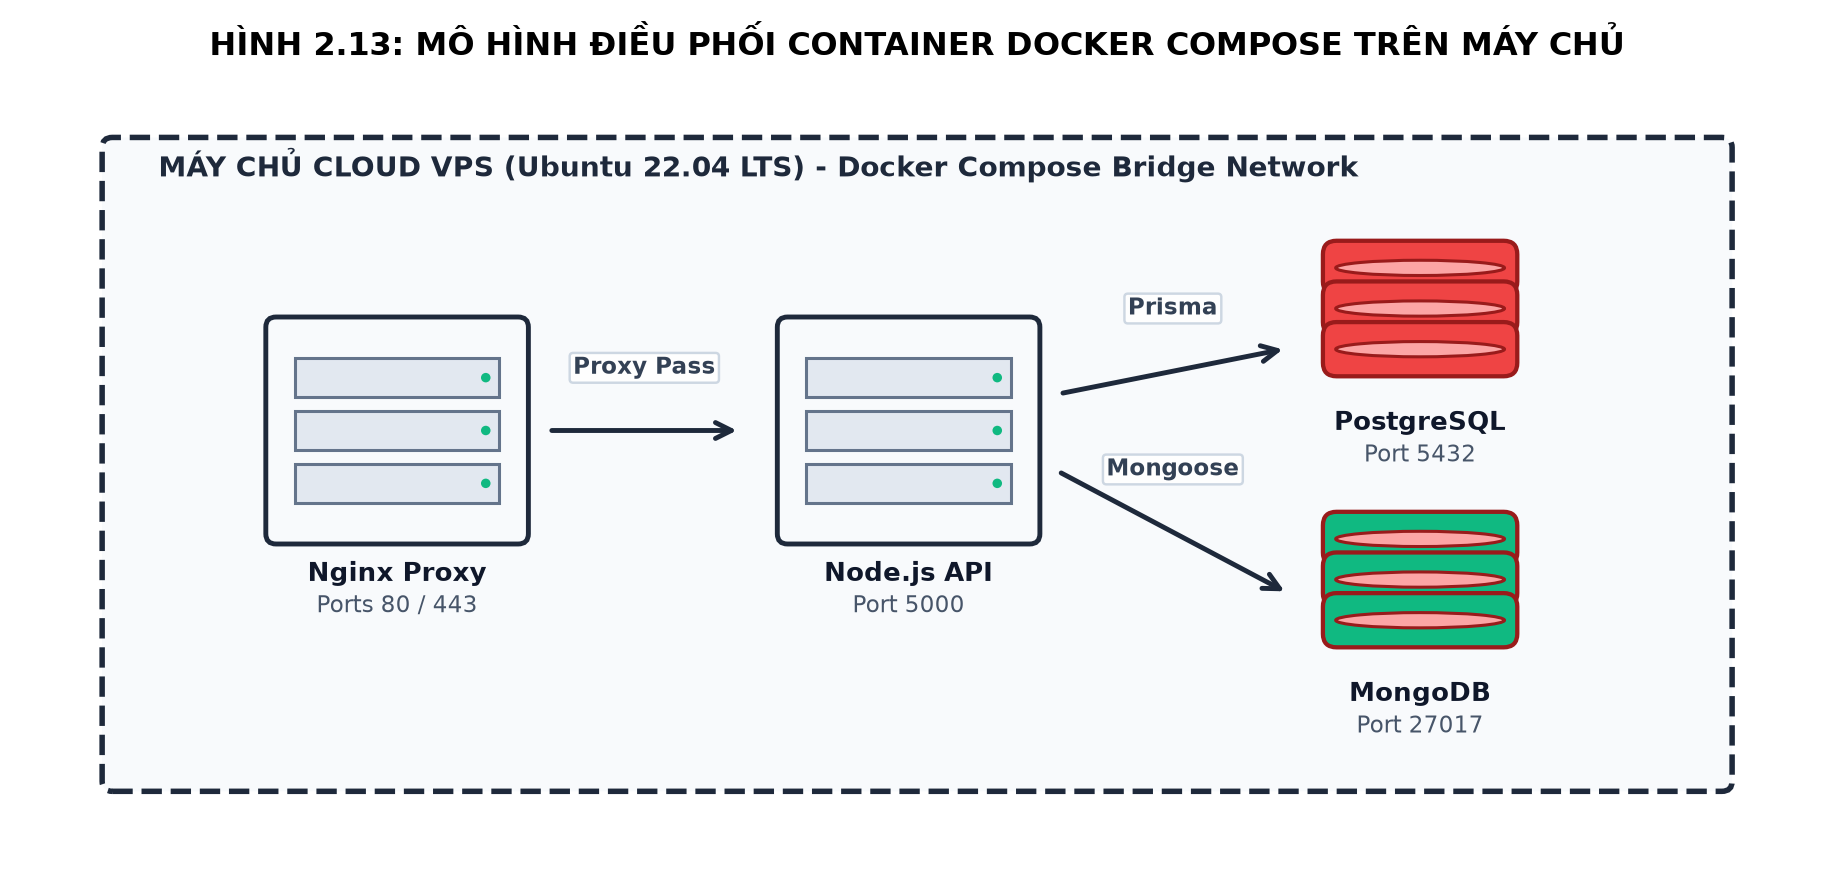 HÌNH 2.13: MÔ HÌNH ĐIỀU PHỐI CONTAINER DOCKER COMPOSE TRÊN MÁY CHỦ
MÁY CHỦ CLOUD VPS (Ubuntu 22.04 LTS) - Docker Compose Bridge Network
Nginx Proxy
Ports 80 / 443
Proxy Pass
Node.js API
Port 5000
Prisma
Mongoose
PostgreSQL
Port 5432
MongoDB
Port 27017